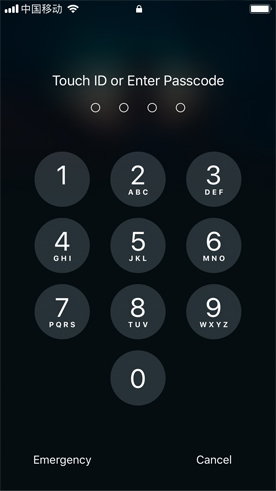 中国移动
Touch ID or Enter Passcode
1
2
ABC
3
DEF
4
GHI
5
JKL
6
MNO
7
PQRS
8
TUV
9
WXYZ
0
Emergency
Cancel